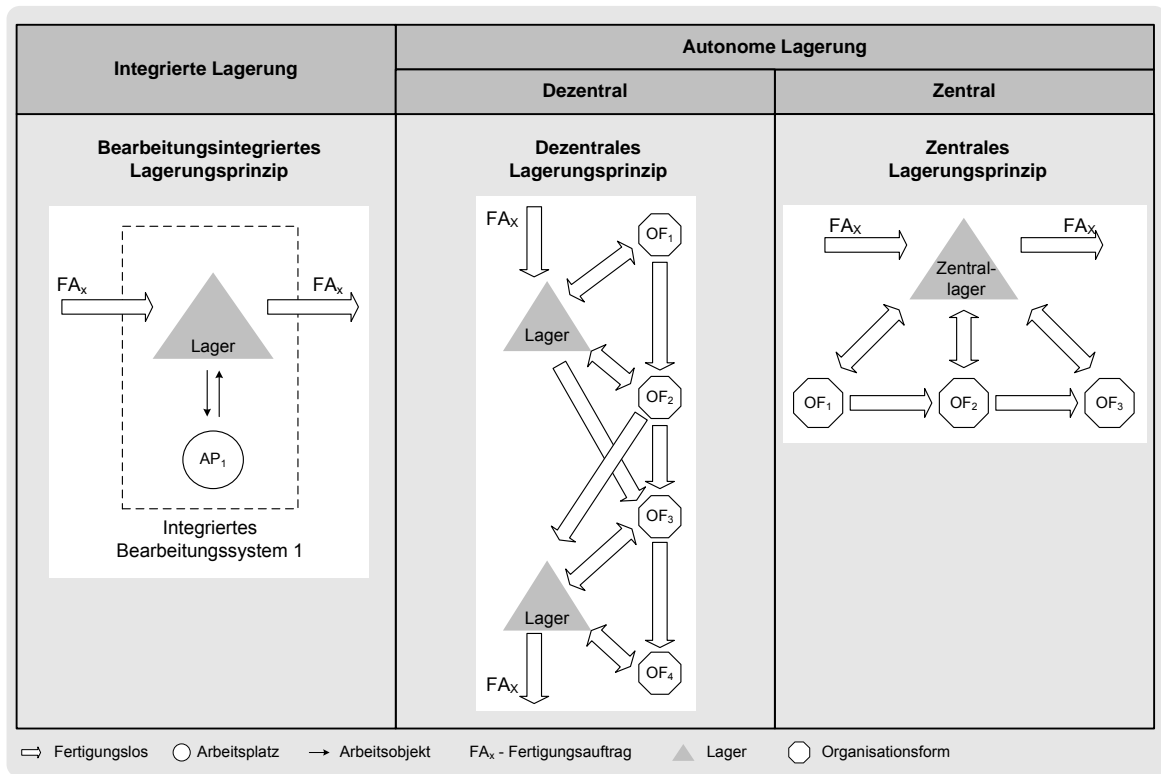 Integrierte Lagerung
Autonome Lagerung
Dezentral
Zentral
Bearbeitungsintegriertes
Lagerungsprinzip
FAx
FAx
Lager
AP1
Integriertes
Bearbeitungssystem 1
Dezentrales
Lagerungsprinzip
FAX
OF1
Lager
OF2
OF3
Lager
OF4
FAX
Zentrales
Lagerungsprinzip
FAX
FAX
Zentral-
lager
OF1
OF2
OF3
Fertigungslos
Arbeitsplatz
Arbeitsobjekt
FAx - Fertigungsauftrag
Lager
Organisationsform